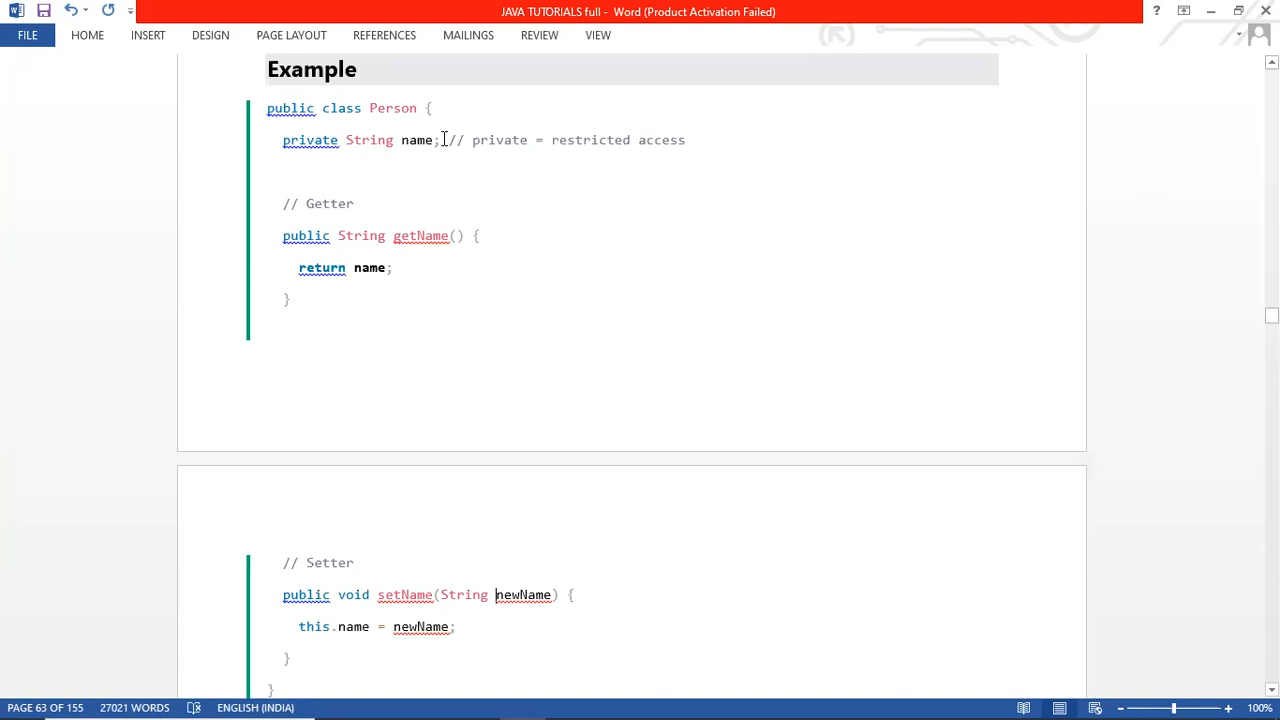 JAVA TUTORIALS full - Word (Product Activation Failed)
?
FILE HOME INSERT DESIGN PAGE LAYOUT REFERENCES MAILINGS REVIEW VIEW
Example
public class Person {
private String name; // private = restricted access
// Getter
public String getName() {
return name;
}
// Setter
public void setName(String newName) {
this.name = newName;
}
}
PAGE 63 OF 155 27021 WORDS ENGLISH (INDIA) 100%